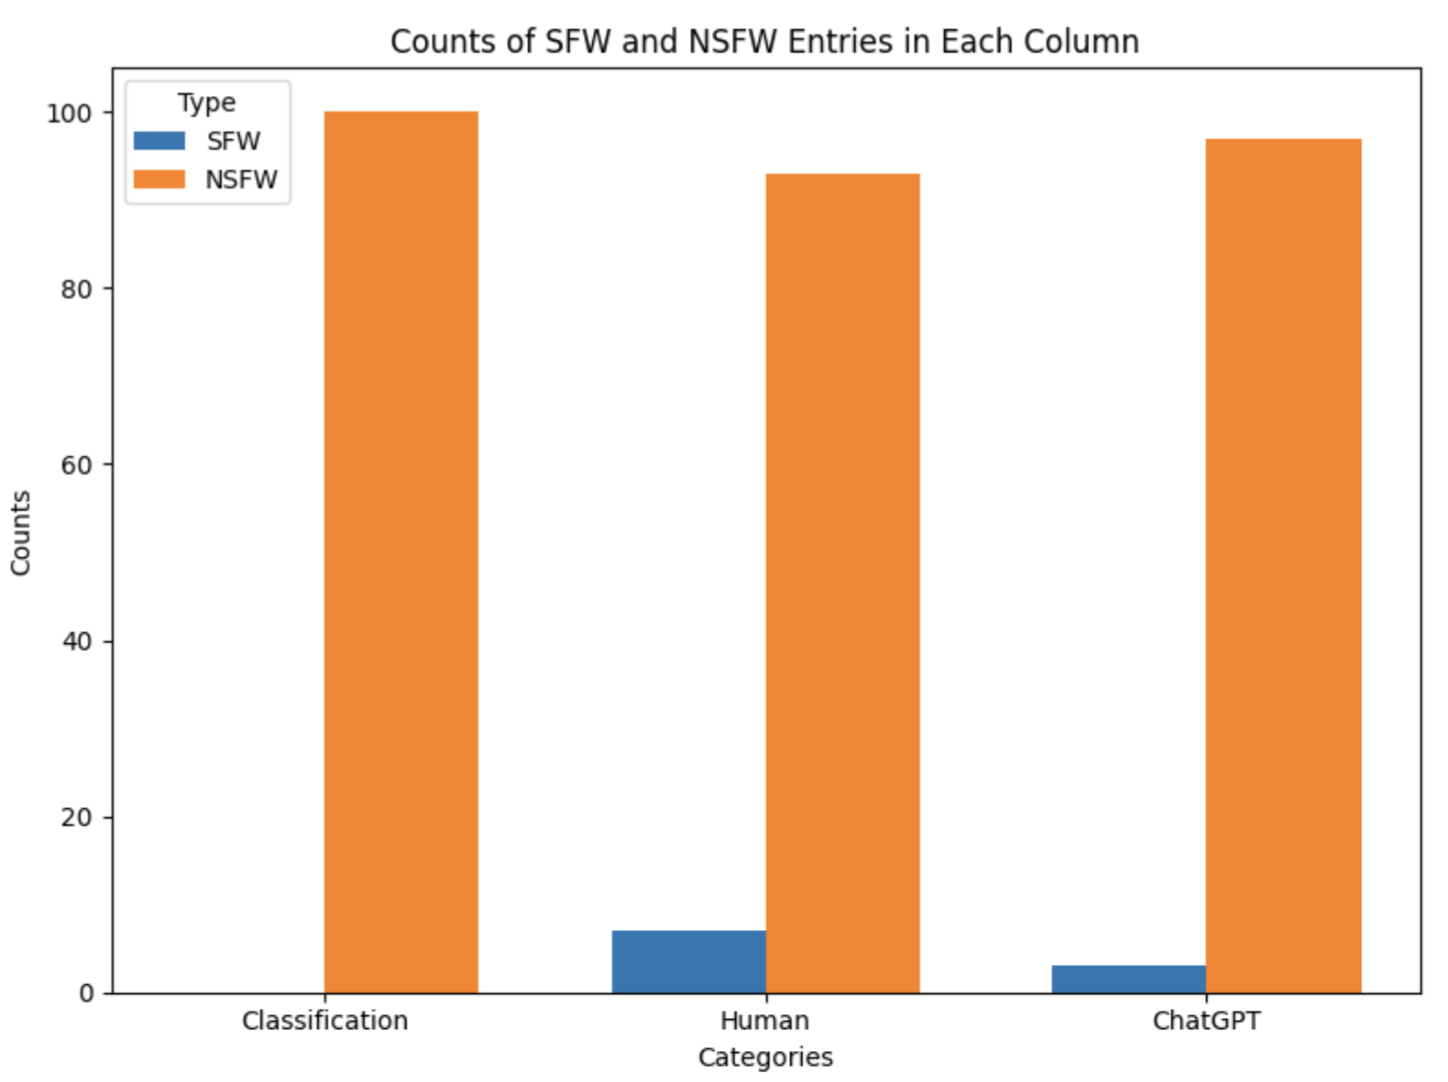 Counts of SFW and NSFW Entries in Each Column
Type
SFW
NSFW
100
80
60
40
20
0
Counts
Classification
Human
ChatGPT
Categories